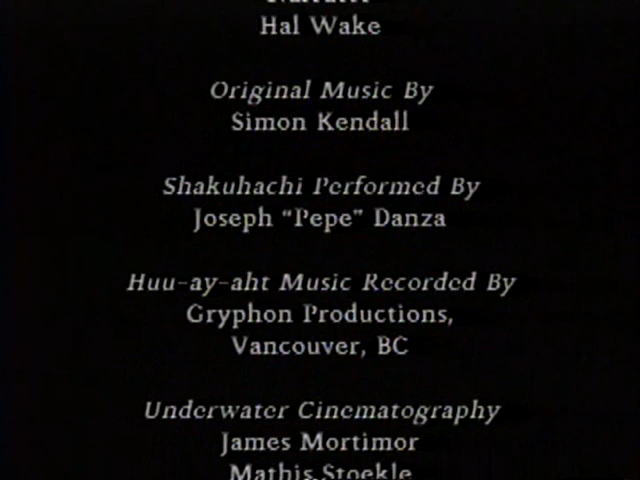 Narrator
Hal Wake
Original Music By
Simon Kendall
Shakuhachi Performed By
Joseph “Pepe” Danza
Huu-ay-aht Music Recorded By
Gryphon Productions,
Vancouver, BC
Underwater Cinematography
James Mortimor
Mathis Stoekle